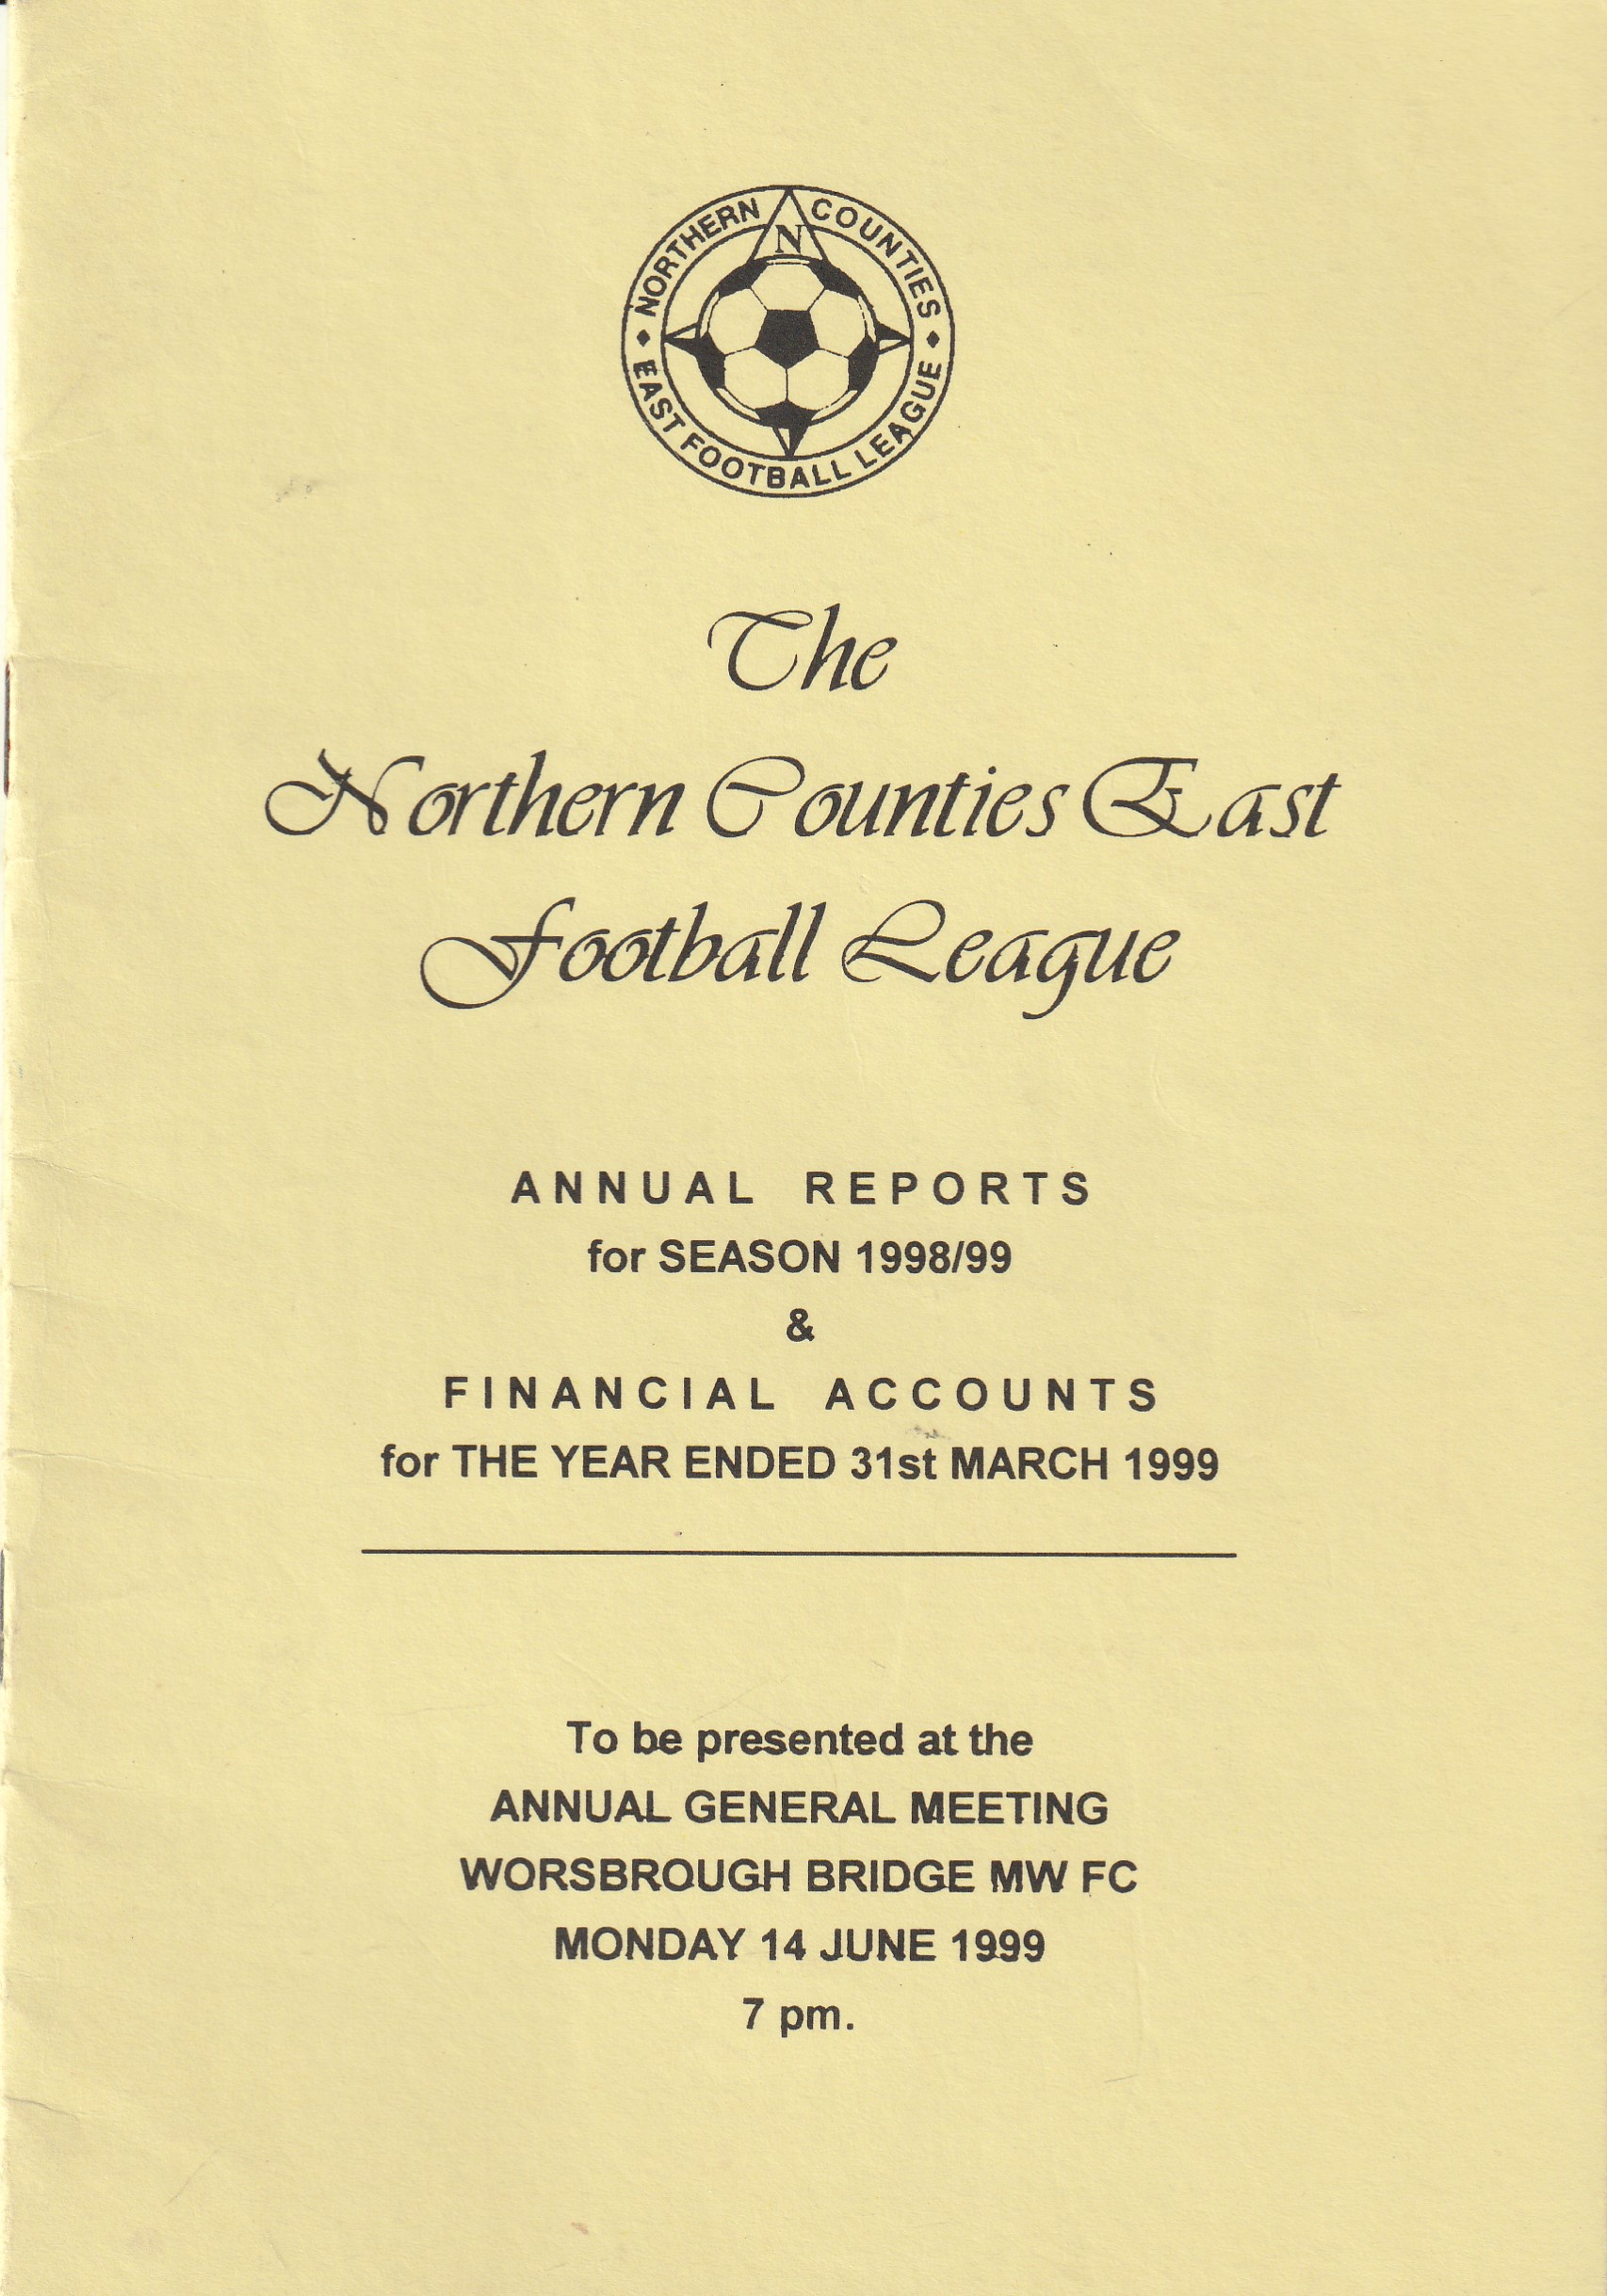 NORTHERN COUNTIES
N
EAST FOOTBALL LEAGUE
The
Northern Counties East
Football League
ANNUAL REPORTS
for SEASON 1998/99
&
FINANCIAL ACCOUNTS
for THE YEAR ENDED 31st MARCH 1999
To be presented at the
ANNUAL GENERAL MEETING
WORSBROUGH BRIDGE MW FC
MONDAY 14 JUNE 1999
7 pm.